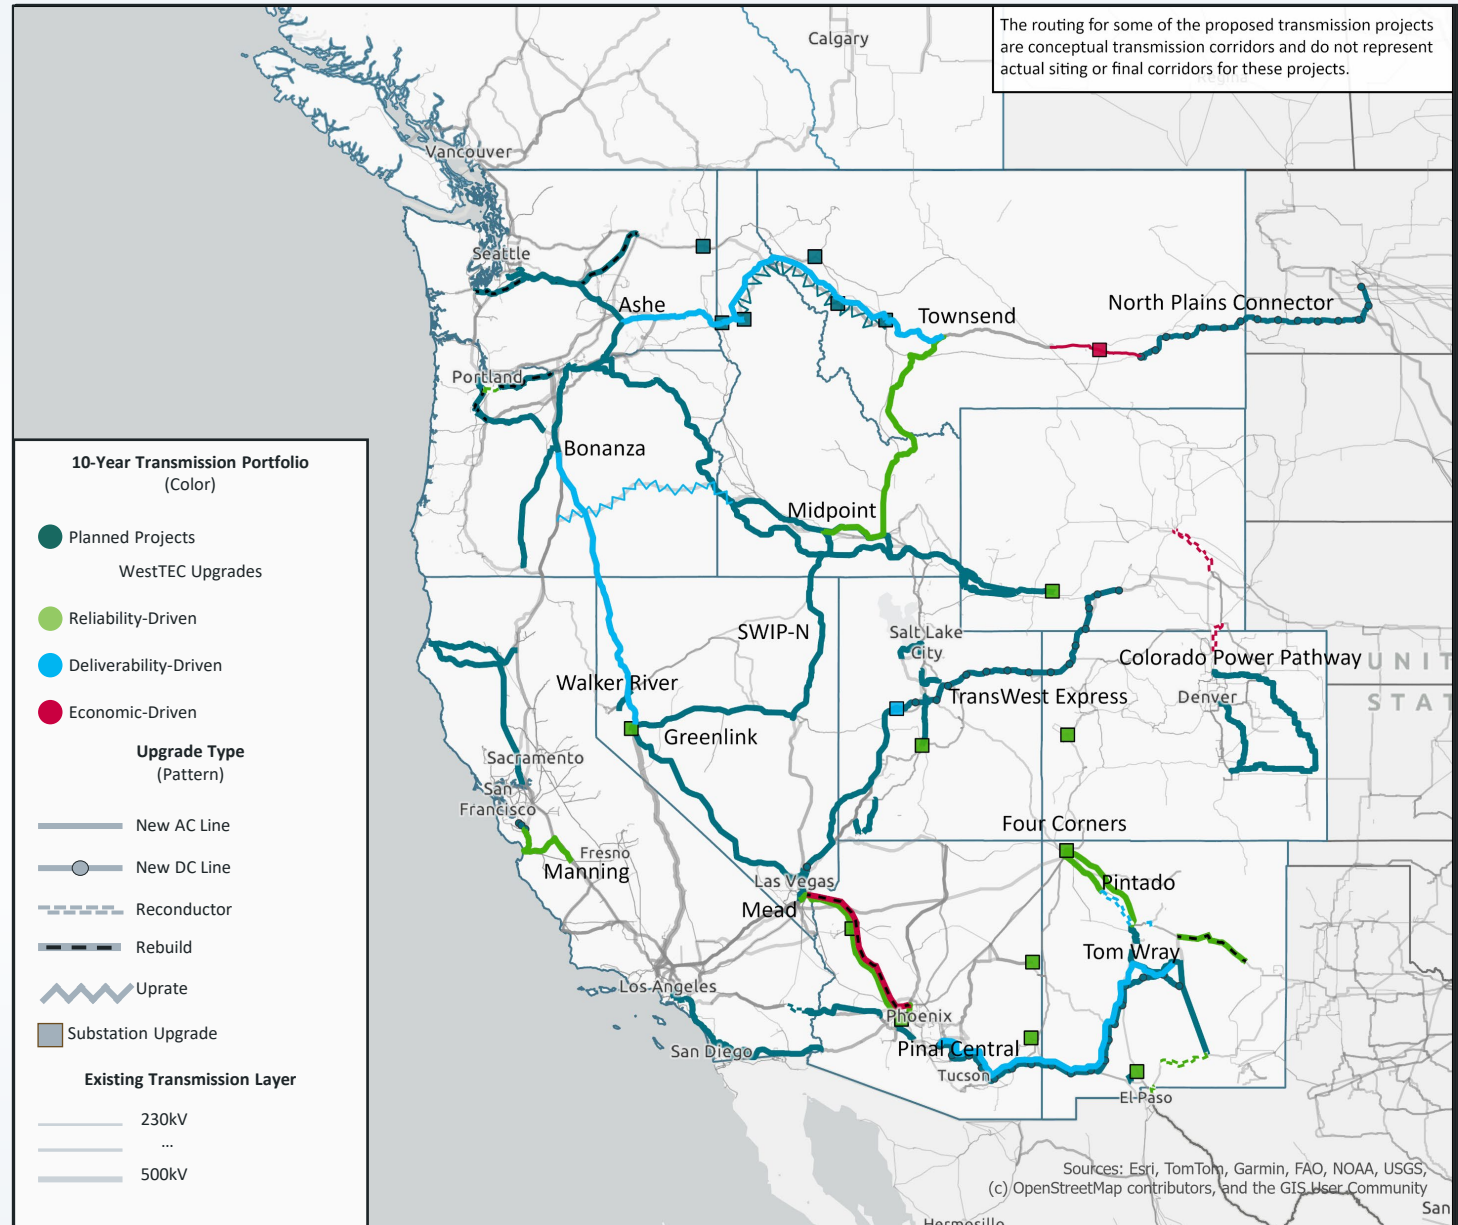 The routing for some of the proposed transmission projects
are conceptual transmission corridors and do not represent
actual siting or final corridors for these projects.
Calgary
Vancouver
Seattle
Ashe
Townsend
North Plains Connector
Portland
Bonanza
Midpoint
SWIP-N
Salt Lake
City
Colorado Power Pathway
UNIT
STAT
Walker River
TransWest Express
Denver
Greenlink
Sacramento
San
Francisco
Four Corners
Fresno
Manning
Las Vegas
Mead
Pintado
Tom Wray
Los Angeles
Phoenix
San Diego
Pinal Central
Tucson
El Paso
10-Year Transmission Portfolio
(Color)
Planned Projects
WestTEC Upgrades
Reliability-Driven
Deliverability-Driven
Economic-Driven
Upgrade Type
(Pattern)
New AC Line
New DC Line
Reconductor
Rebuild
Uprate
Substation Upgrade
Existing Transmission Layer
230kV
...
500kV
Sources: Esri, TomTom, Garmin, FAO, NOAA, USGS,
(c) OpenStreetMap contributors, and the GIS User Community
San
Hermosillo